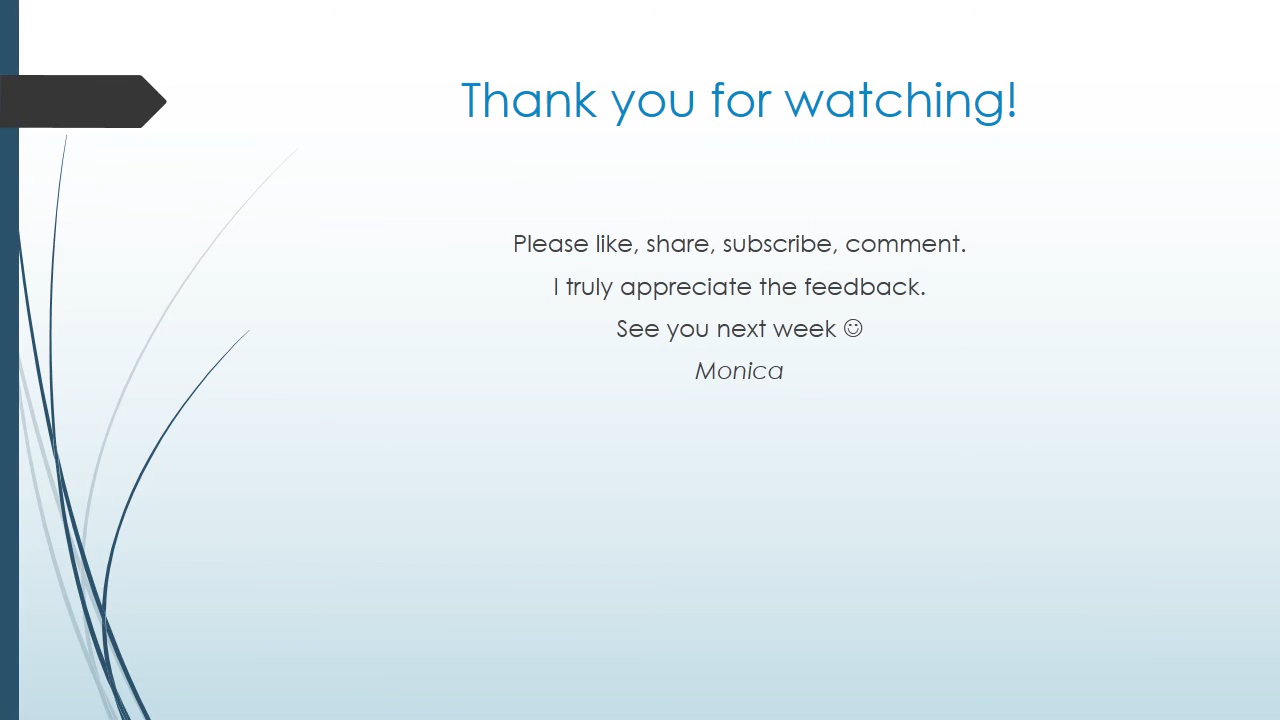 Thank you for watching!
Please like, share, subscribe, comment.
I truly appreciate the feedback.
See you next week ☺
Monica